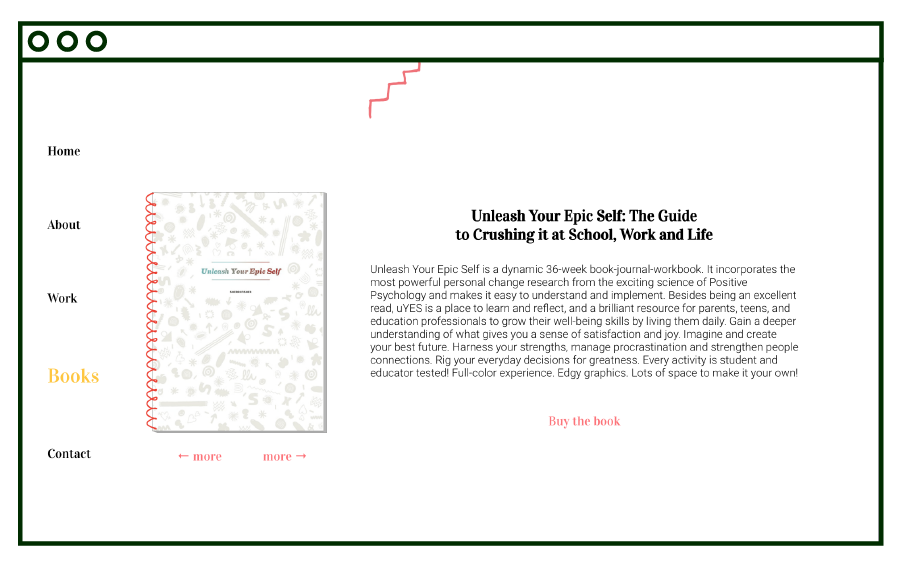 Home
About
Work
Books
Contact
Unleash Your Epic Self
← more
more →
Unleash Your Epic Self: The Guide
to Crushing it at School, Work and Life
Unleash Your Epic Self is a dynamic 36-week book-journal-workbook. It incorporates the
most powerful personal change research from the exciting science of Positive
Psychology and makes it easy to understand and implement. Besides being an excellent
read, uYES is a place to learn and reflect, and a brilliant resource for parents, teens, and
education professionals to grow their well-being skills by living them daily. Gain a deeper
understanding of what gives you a sense of satisfaction and joy. Imagine and create
your best future. Harness your strengths, manage procrastination and strengthen people
connections. Rig your everyday decisions for greatness. Every activity is student and
educator tested! Full-color experience. Edgy graphics. Lots of space to make it your own!
Buy the book